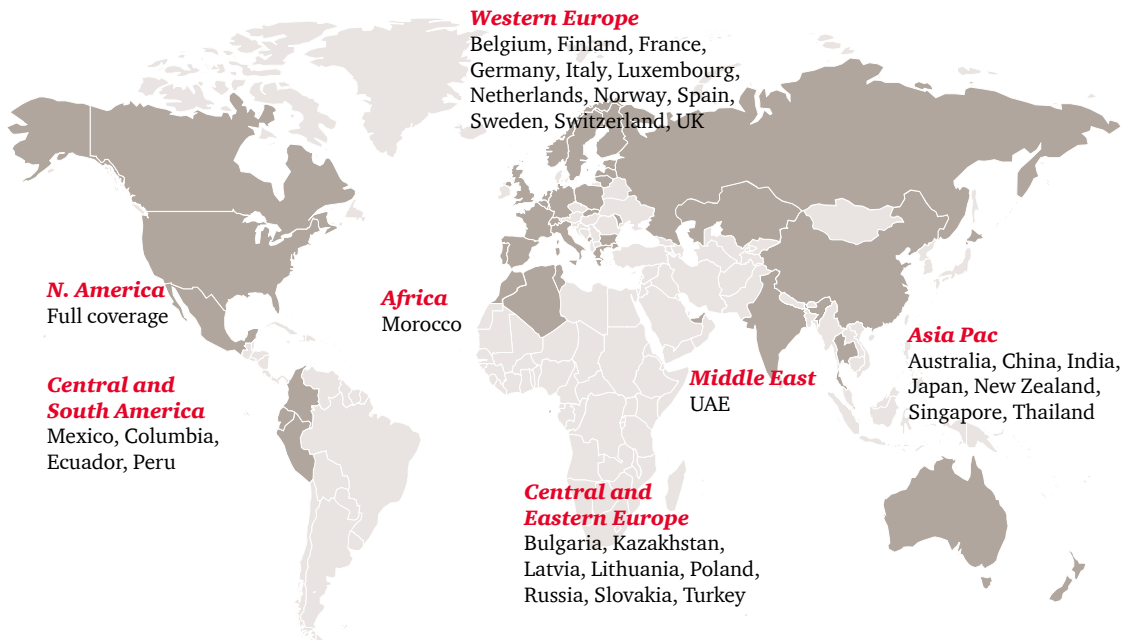 Western Europe
Belgium, Finland, France,
Germany, Italy, Luxembourg,
Netherlands, Norway, Spain,
Sweden, Switzerland, UK
N. America
Full coverage
Africa
Morocco
Asia Pac
Australia, China, India,
Japan, New Zealand,
Singapore, Thailand
Middle East
UAE
Central and
South America
Mexico, Columbia,
Ecuador, Peru
Central and
Eastern Europe
Bulgaria, Kazakhstan,
Latvia, Lithuania, Poland,
Russia, Slovakia, Turkey